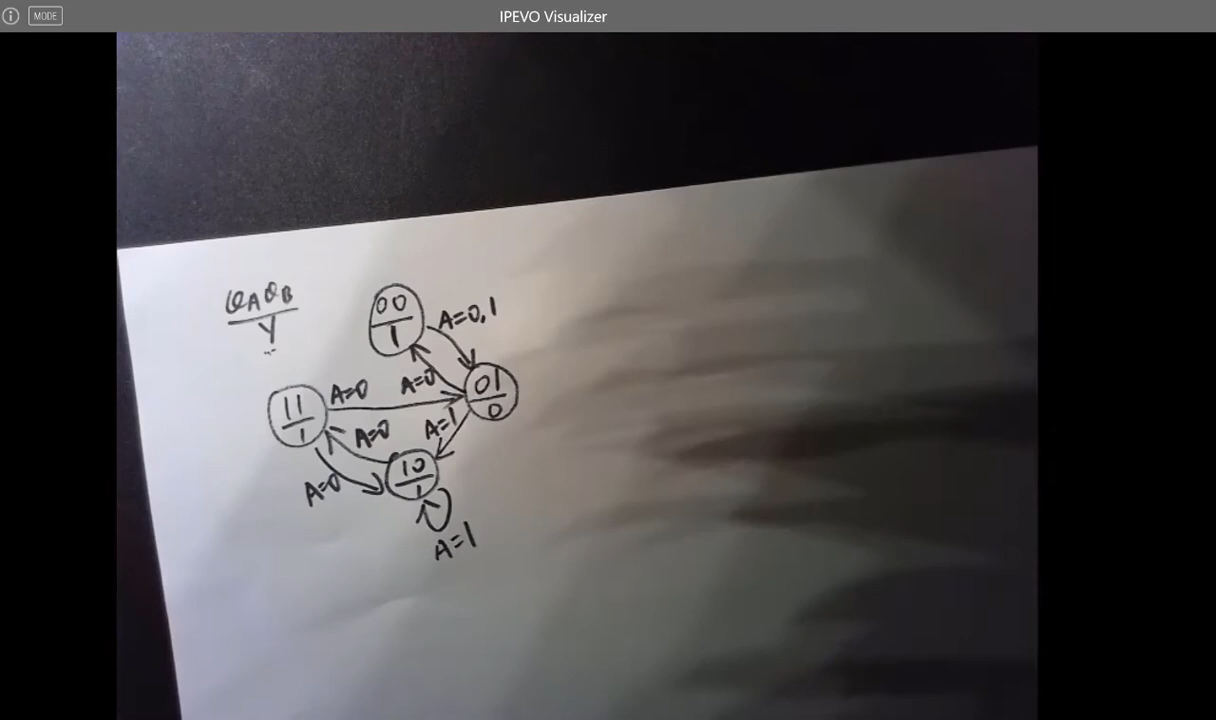 MODE
IPEVO Visualizer
QAQB
Y
00
1
A=0,1
01
0
A=0
11
1
A=0
A=0
A=1
10
1
A=0
A=1